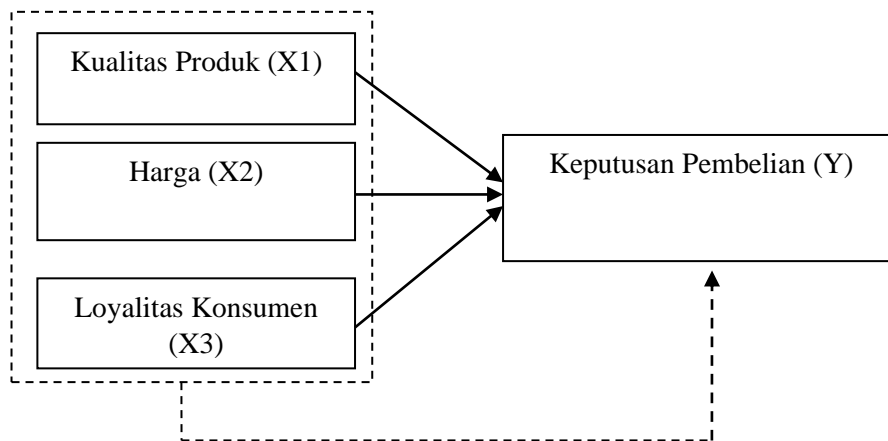 Kualitas Produk (X1)
Harga (X2)
Keputusan Pembelian (Y)
Loyalitas Konsumen
(X3)